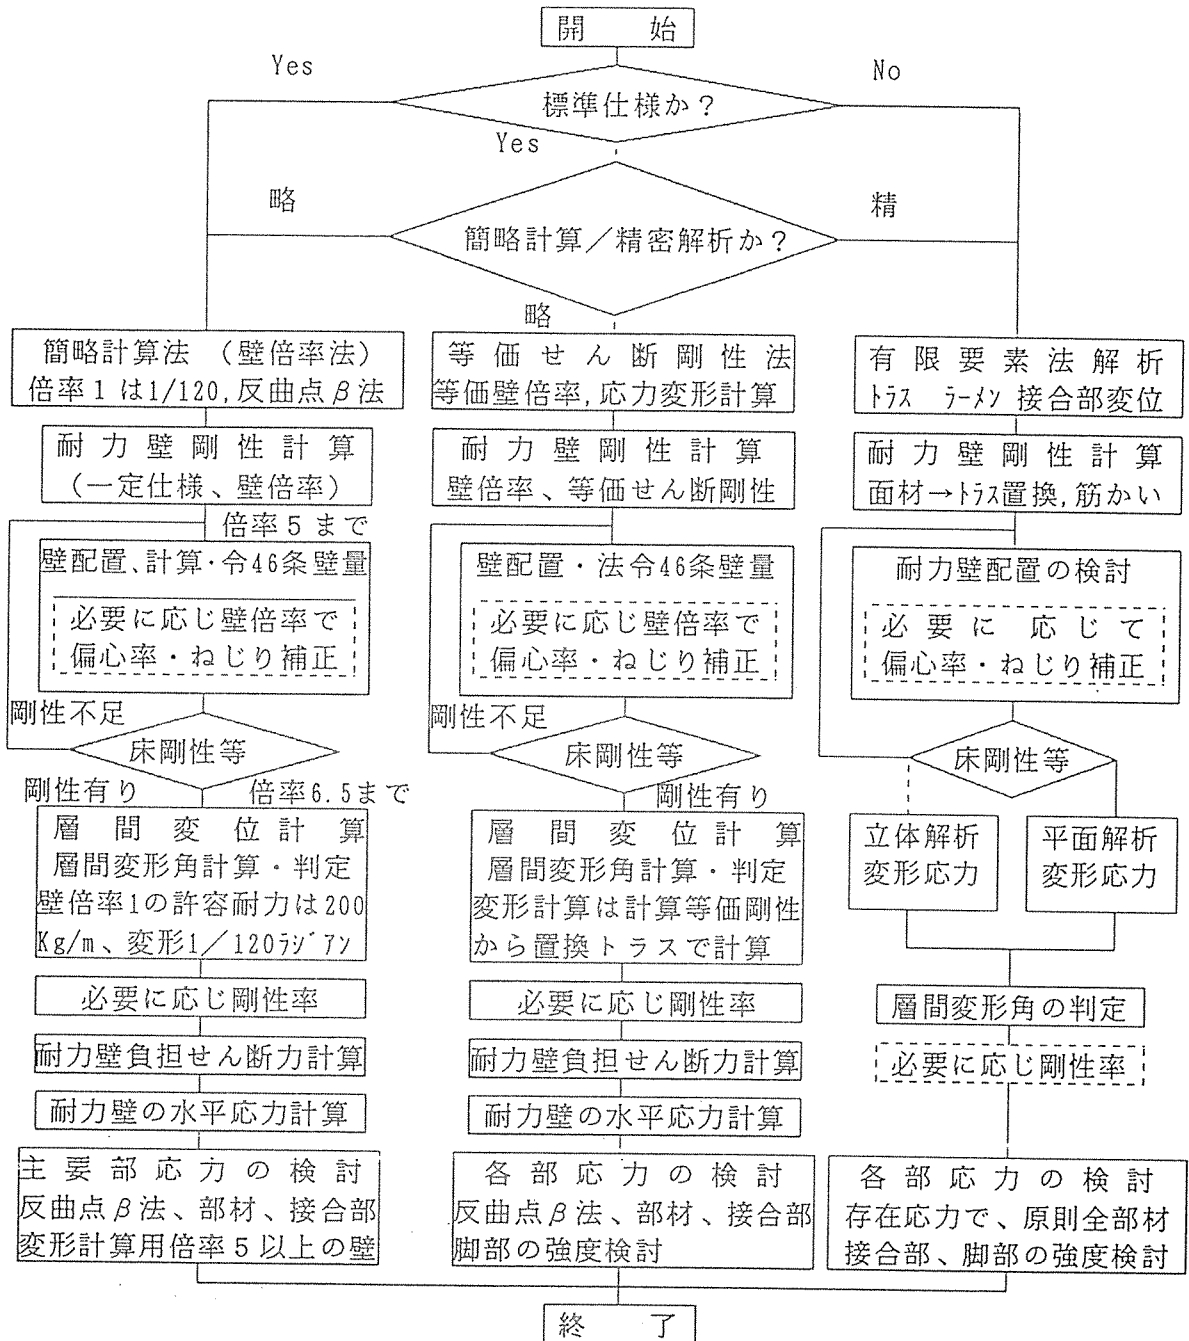 開　始
Yes
No
標準仕様か？
Yes
略
精
簡略計算／精密解析か？
略
簡略計算法　（壁倍率法）
倍率１は1/120,反曲点β法
耐力壁剛性計算
（一定仕様、壁倍率）
倍率５まで
壁配置､計算･令46条壁量
必要に応じ壁倍率で
偏心率・ねじり補正
剛性不足
床剛性等
剛性有り
倍率6.5まで
層間変位計算
層間変形角計算・判定
壁倍率1の許容耐力は200
Kg/m、変形1／120ﾗｼﾞｱﾝ
必要に応じ剛性率
耐力壁負担せん断力計算
耐力壁の水平応力計算
主要部応力の検討
反曲点β法、部材、接合部
変形計算用倍率５以上の壁
等価せん断剛性法
等価壁倍率,応力変形計算
耐力壁剛性計算
壁倍率、等価せん断剛性
壁配置・法令46条壁量
必要に応じ壁倍率で
偏心率・ねじり補正
剛性不足
床剛性等
剛性有り
層間変位計算
層間変形角計算・判定
変形計算は計算等価剛性
から置換トラスで計算
必要に応じ剛性率
耐力壁負担せん断力計算
耐力壁の水平応力計算
各部応力の検討
反曲点β法、部材、接合部
脚部の強度検討
有限要素法解析
ﾄﾗｽ　ﾗｰﾒﾝ 接合部変位
耐力壁剛性計算
面材→ﾄﾗｽ置換,筋かい
耐力壁配置の検討
必要に応じて
偏心率・ねじり補正
床剛性等
立体解析
変形応力
平面解析
変形応力
層間変形角の判定
必要に応じ剛性率
各部応力の検討
存在応力で、原則全部材
接合部、脚部の強度検討
終　了